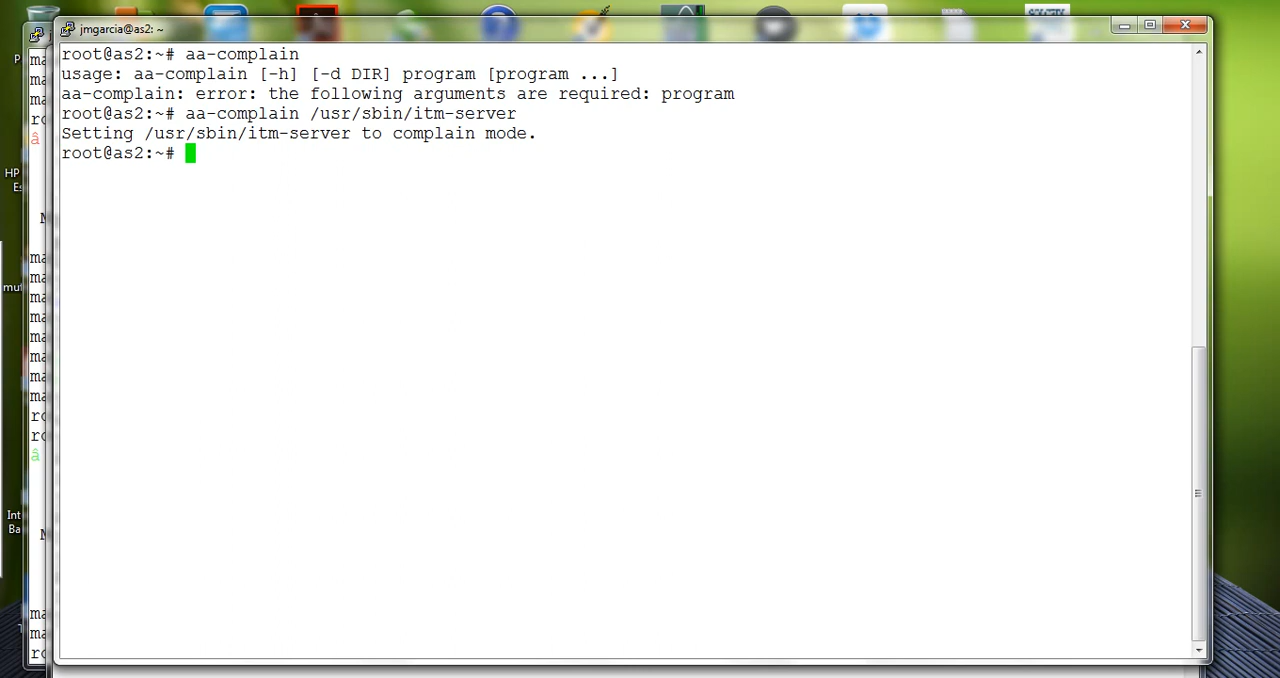 jmgarcia@as2: ~
root@as2:~# aa-complain
usage: aa-complain [-h] [-d DIR] program [program ...]
aa-complain: error: the following arguments are required: program
root@as2:~# aa-complain /usr/sbin/itm-server
Setting /usr/sbin/itm-server to complain mode.
root@as2:~#
HP